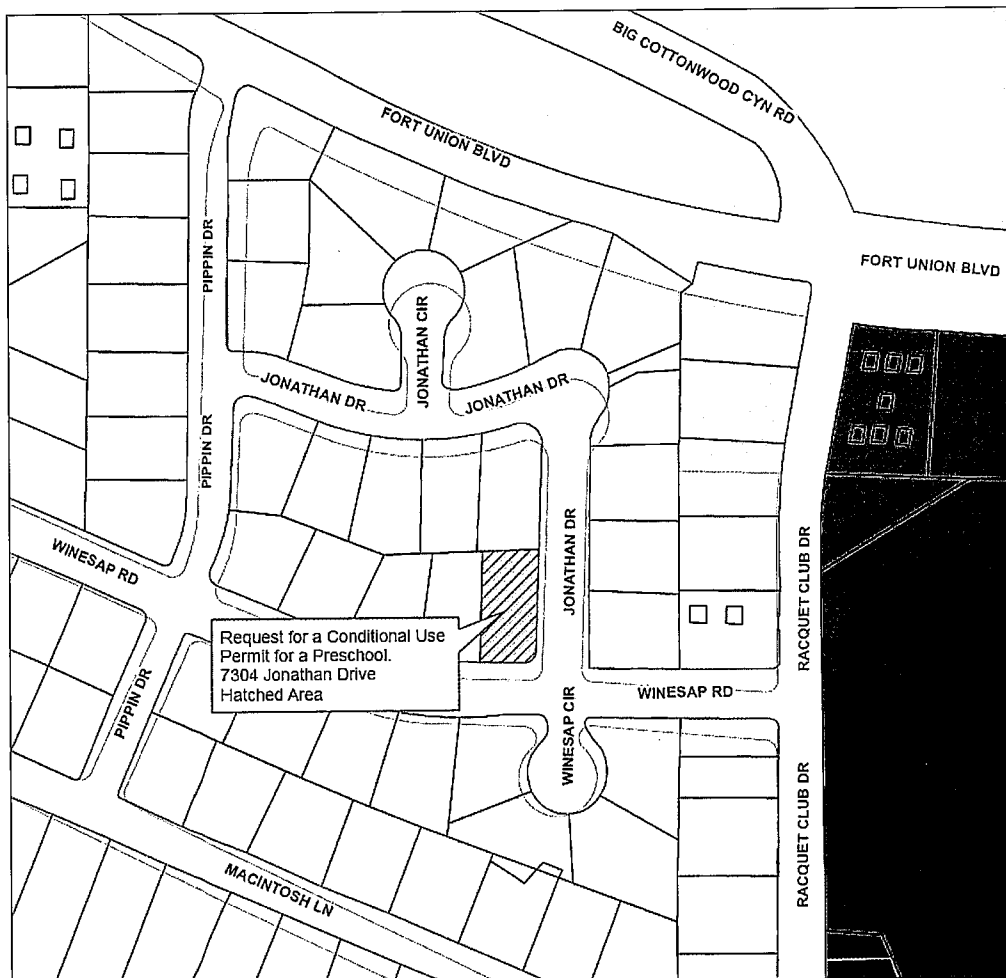 BIG COTTONWOOD CYN RD
FORT UNION BLVD
FORT UNION BLVD
PIPPIN DR
JONATHAN CIR
JONATHAN DR
JONATHAN DR
PIPPIN DR
WINESAP RD
JONATHAN DR
RACQUET CLUB DR
Request for a Conditional Use
Permit for a Preschool.
7304 Jonathan Drive
Hatched Area
PIPPIN DR
WINESAP RD
WINESAP CIR
RACQUET CLUB DR
MACINTOSH LN